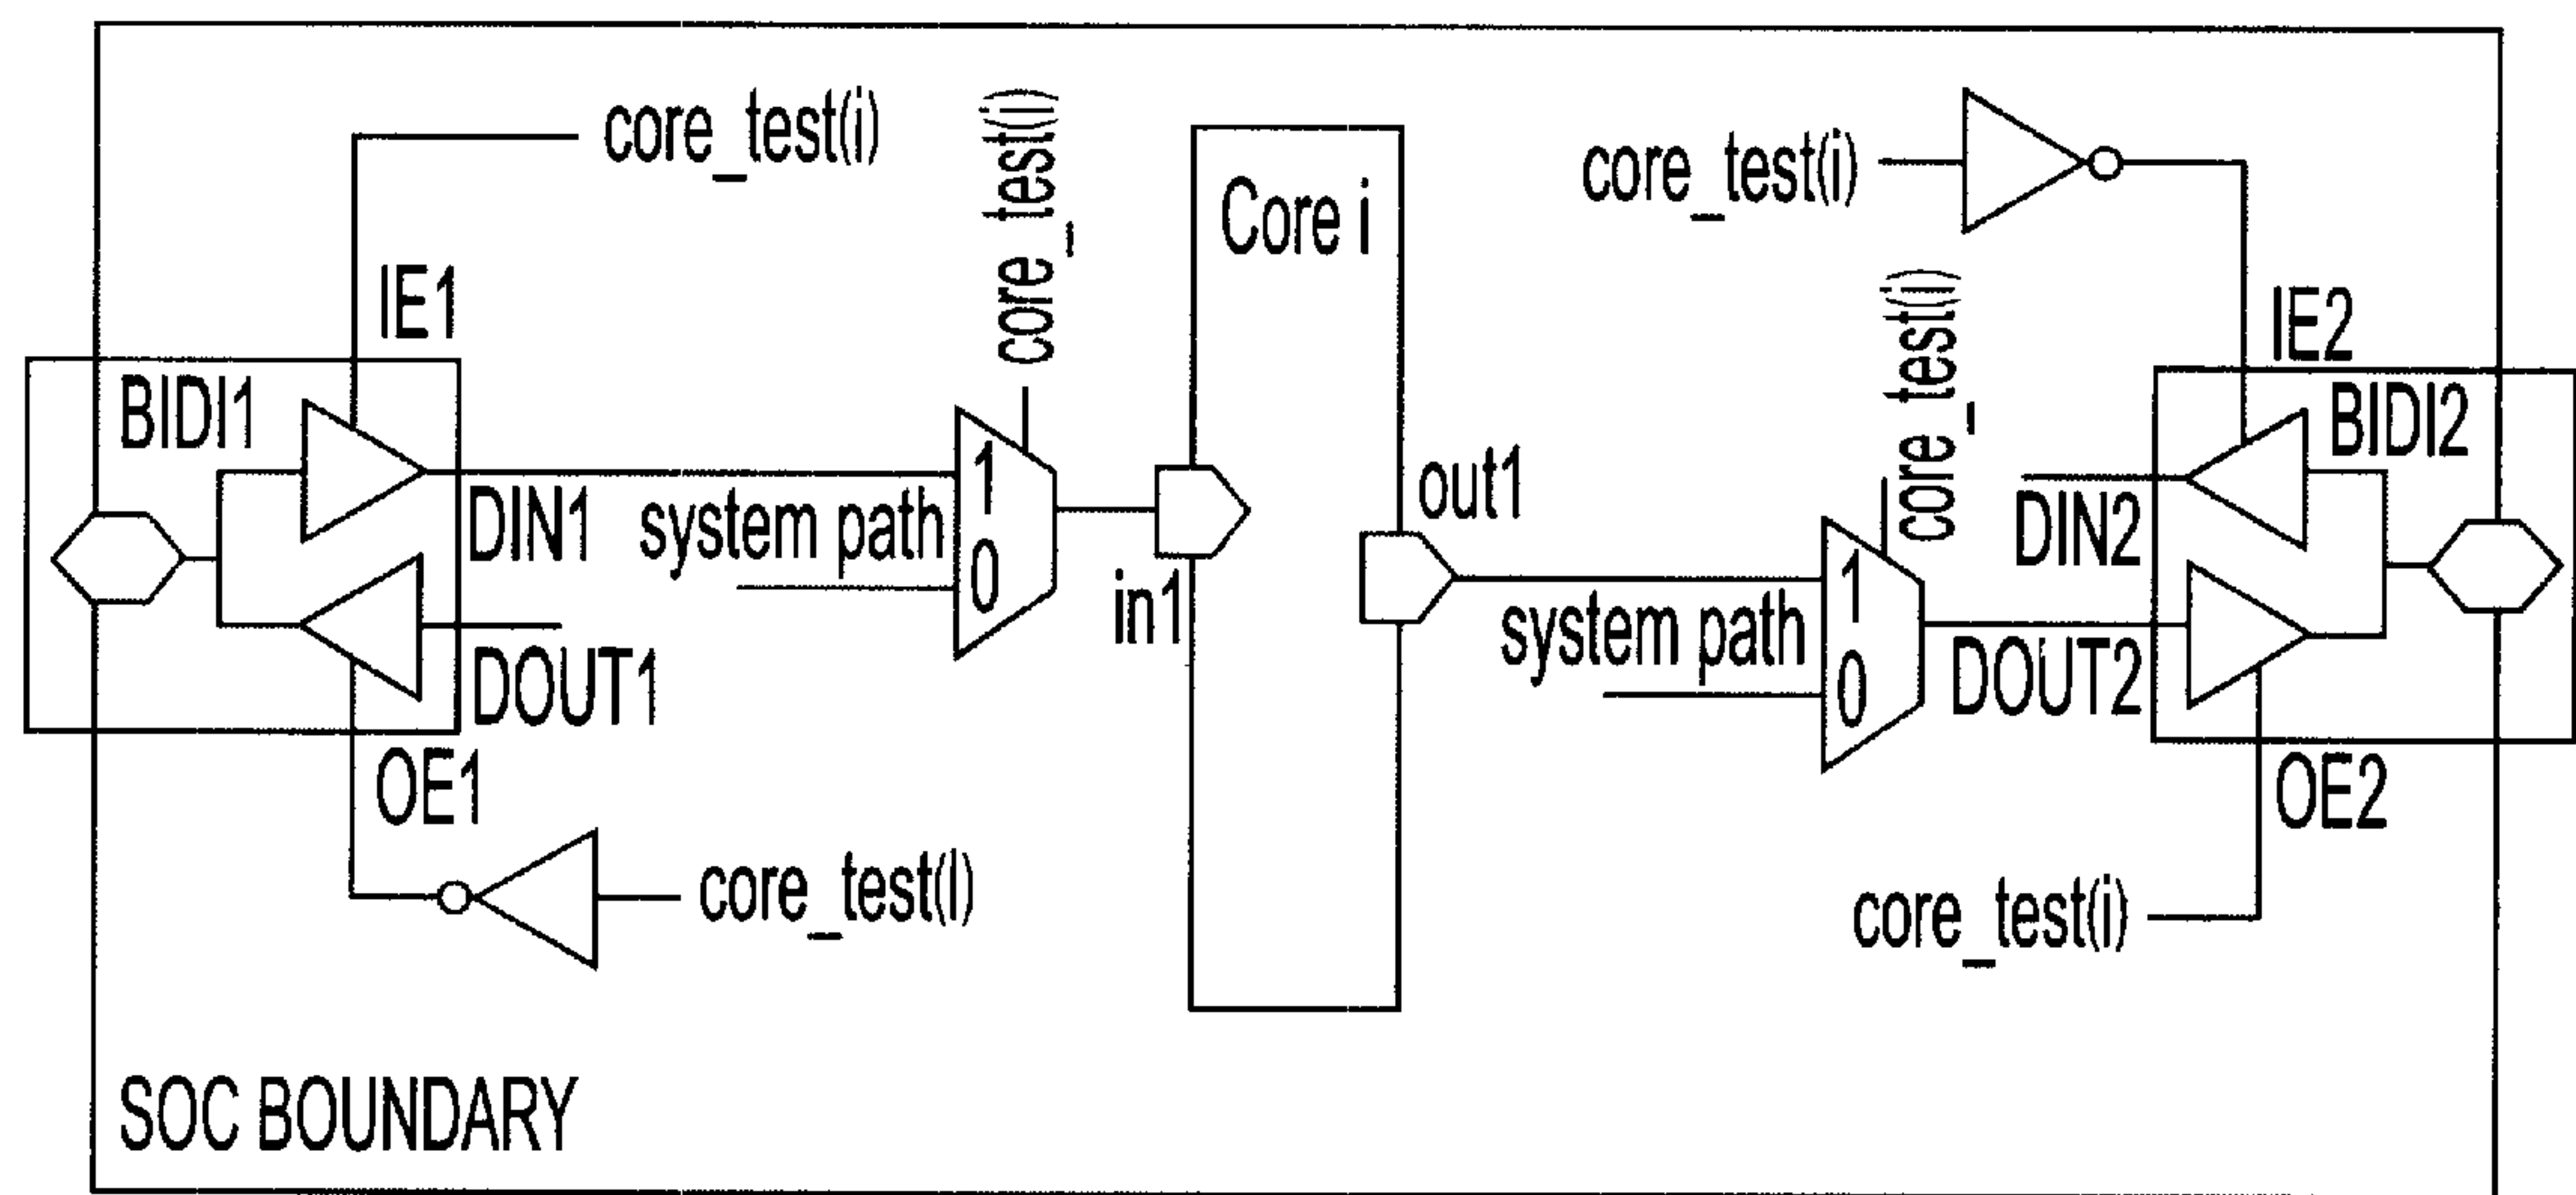 core_test(i)
core_test(i)
Core i
core_test(i)
IE1
core_test(i)
IE2
BIDI1
BIDI2
1
out1
DIN1
system path
DIN2
0
in1
1
system path
DOUT1
0
DOUT2
OE1
OE2
core_test(l)
core_test(i)
SOC BOUNDARY